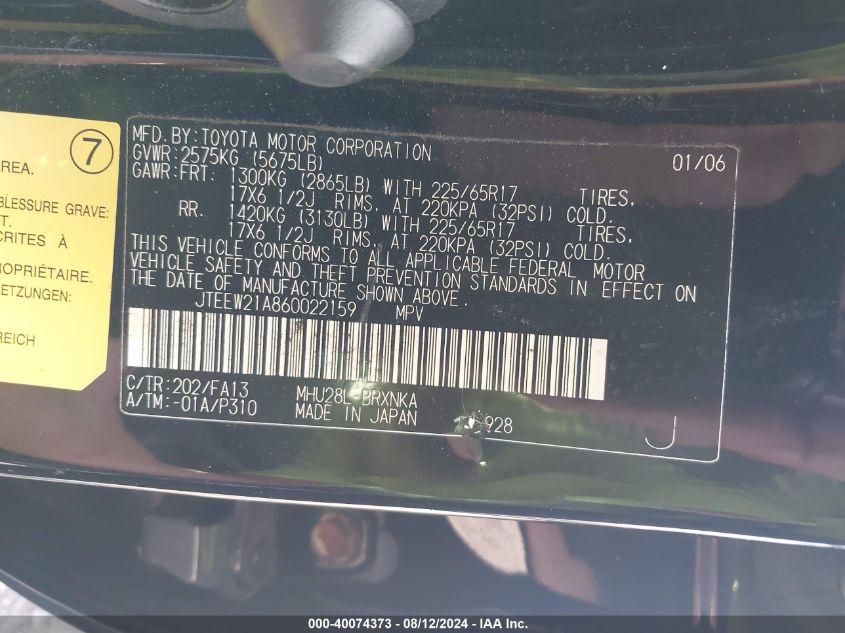 7
AREA.
BLESSURE GRAVE:
T.
CRITES À
OPRIÉTAIRE.
ETZUNGEN:
REICH
MFD. BY: TOYOTA MOTOR CORPORATION 01/06
GVWR: 2575KG (5675LB)
GAWR: FRT. 1300KG (2865LB) WITH 225/65R17 TIRES,
17X6 1/2J RIMS, AT 220KPA (32PSI) COLD.
RR. 1420KG (3130LB) WITH 225/65R17 TIRES,
17X6 1/2J RIMS, AT 220KPA (32PSI) COLD.
THIS VEHICLE CONFORMS TO ALL APPLICABLE FEDERAL MOTOR
VEHICLE SAFETY AND THEFT PREVENTION STANDARDS IN EFFECT ON
THE DATE OF MANUFACTURE SHOWN ABOVE.
JTEEW21A860022159 MPV
C/TR: 202/FA13 MHU28L BRXNKA
A/TM: -01A/P310 MADE IN JAPAN
928 J
000-40074373 - 08/12/2024 - IAA Inc.